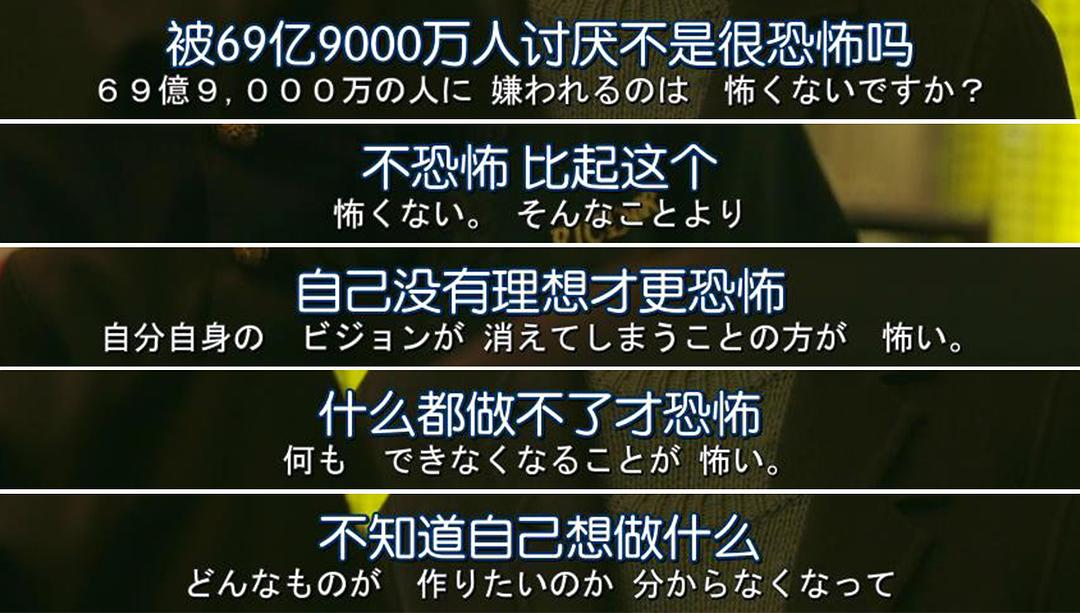 被69亿9000万人讨厌不是很恐怖吗
６９億９,０００万の人に 嫌われるのは　怖くないですか？
不恐怖 比起这个
怖くない。 そんなことより
自己没有理想才更恐怖
自分自身の　ビジョンが 消えてしまうことの方が　怖い。
什么都做不了才恐怖
何も　できなくなることが 怖い。
不知道自己想做什么
どんなものが　作りたいのか 分からなくなって